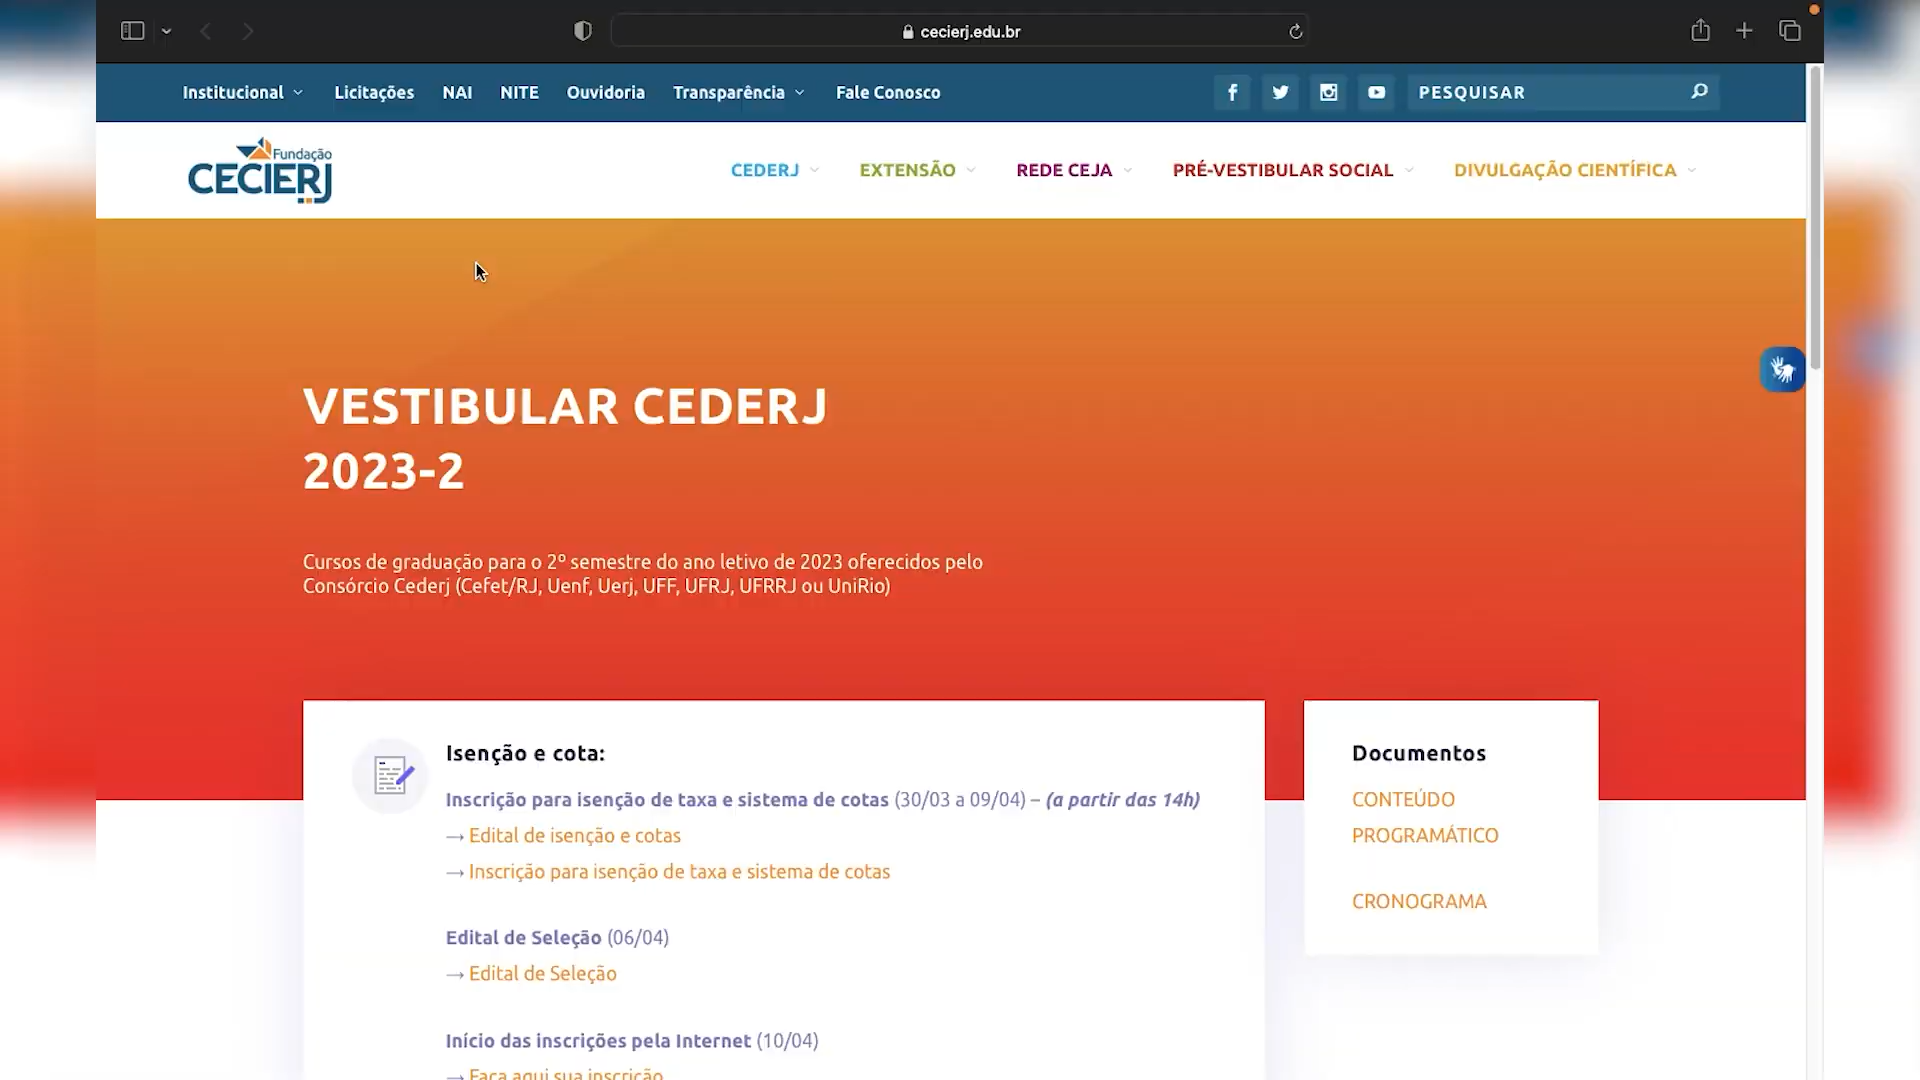 cecierj.edu.br
Institucional Licitações NAI NITE Ouvidoria Transparência Fale Conosco PESQUISAR
Fundação
CECIERJ
CEDERJ EXTENSÃO REDE CEJA PRÉ-VESTIBULAR SOCIAL DIVULGAÇÃO CIENTÍFICA
VESTIBULAR CEDERJ
2023-2
Cursos de graduação para o 2º semestre do ano letivo de 2023 oferecidos pelo
Consórcio Cederj (Cefet/RJ, Uenf, Uerj, UFF, UFRJ, UFRRJ ou UniRio)
Isenção e cota:
Inscrição para isenção de taxa e sistema de cotas (30/03 a 09/04) – (a partir das 14h)
→ Edital de isenção e cotas
→ Inscrição para isenção de taxa e sistema de cotas
Edital de Seleção (06/04)
→ Edital de Seleção
Início das inscrições pela Internet (10/04)
→ Faça aqui sua inscrição
Documentos
CONTEÚDO
PROGRAMÁTICO
CRONOGRAMA